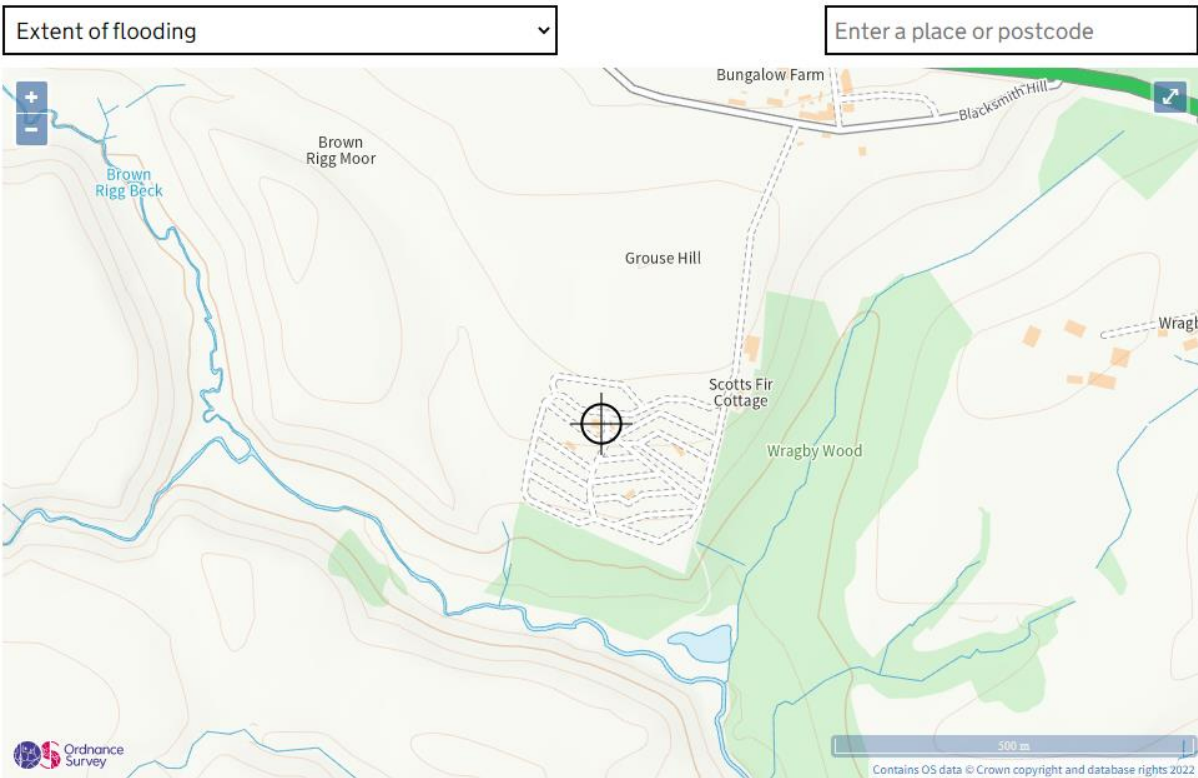 Extent of flooding
Enter a place or postcode
Bungalow Farm
Blacksmith Hill
Brown
Rigg Moor
Brown
Rigg Beck
Grouse Hill
Wragb
Scotts Fir
Cottage
Wragby Wood
Ordnance
Survey
500 m
Contains OS data © Crown copyright and database rights 2022